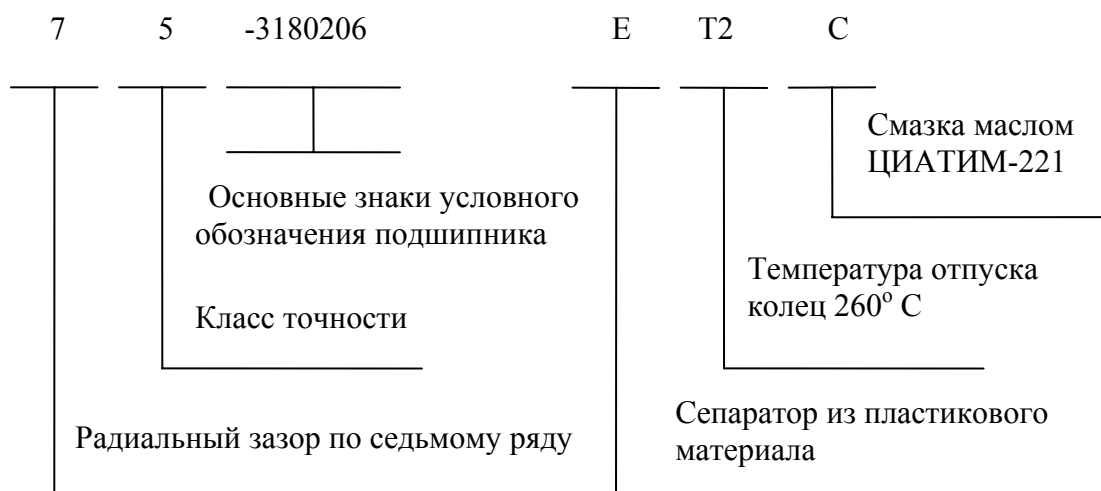 7 5 -3180206 Е Т2 С
Смазка маслом
ЦИАТИМ-221
Основные знаки условного
обозначения подшипника
Температура отпуска
колец 260º С
Класс точности
Сепаратор из пластикового
материала
Радиальный зазор по седьмому ряду